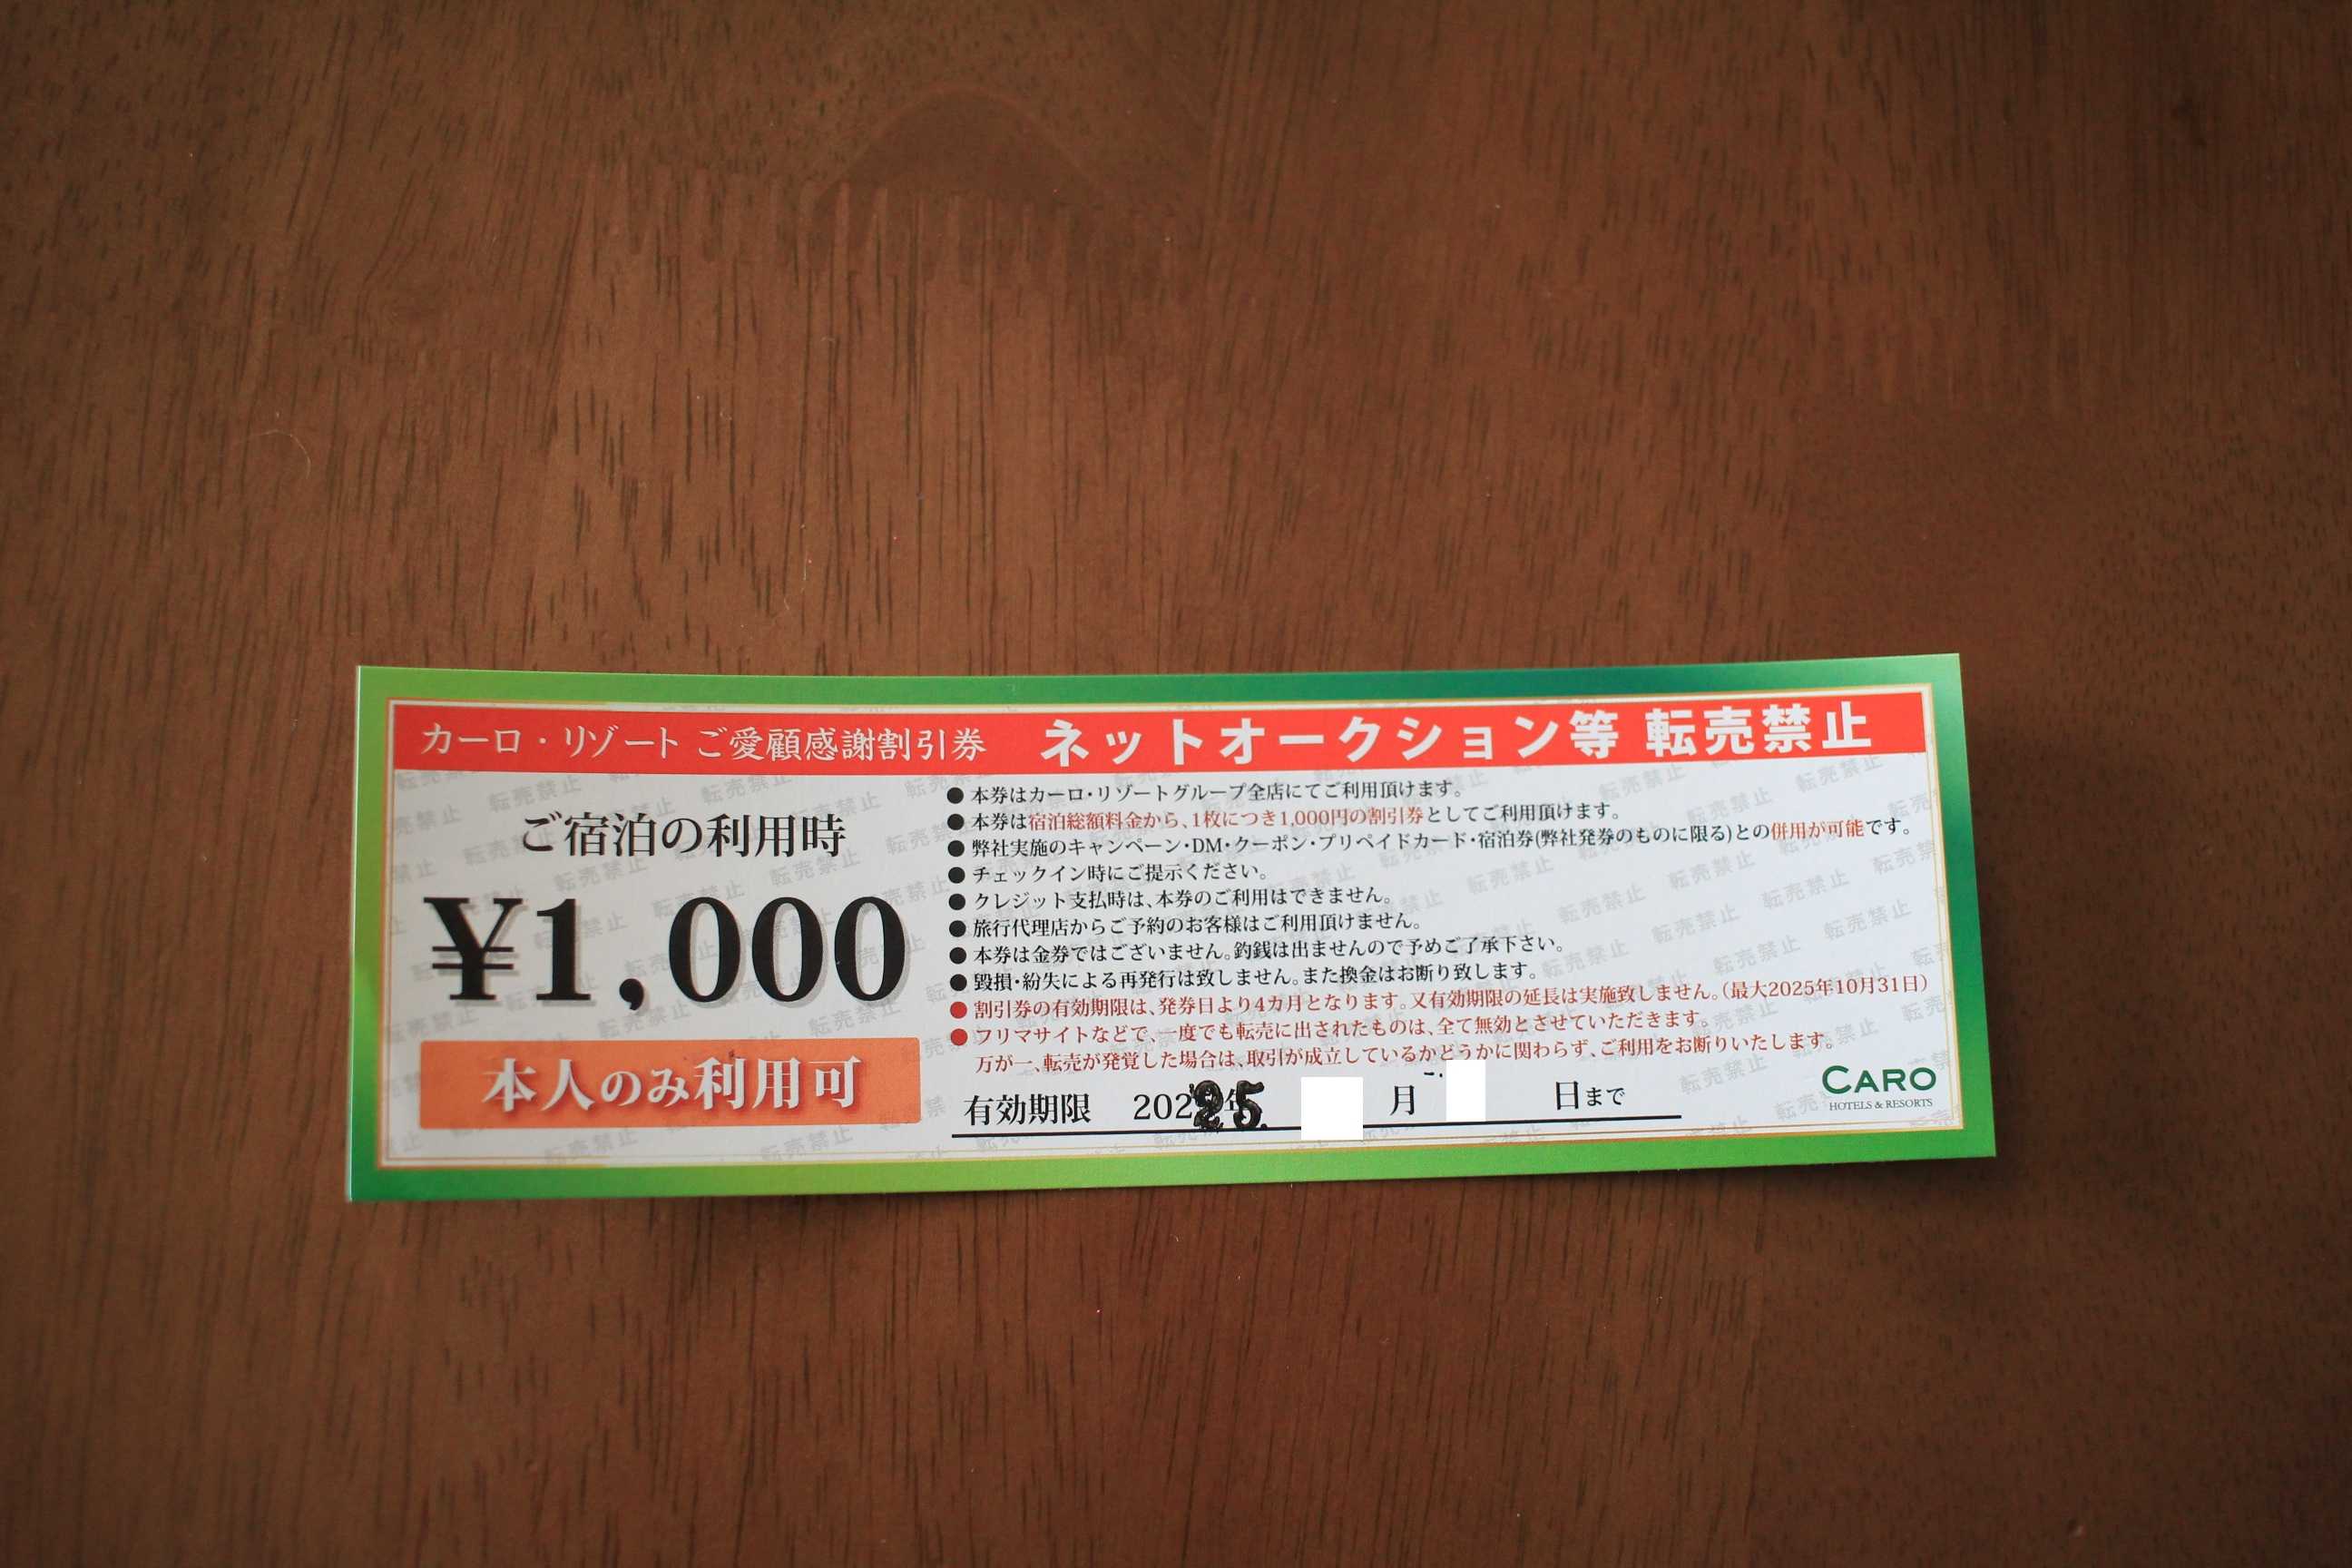 カーロ・リゾート ご愛顧感謝割引券 ネットオークション等 転売禁止
ご宿泊の利用時
¥1,000
本人のみ利用可
●本券はカーロ・リゾートグループ全店にてご利用頂けます。
●本券は宿泊総額料金から、1枚につき1,000円の割引券としてご利用頂けます。
●弊社実施のキャンペーン・DM・クーポン・プリペイドカード・宿泊券(弊社発券のものに限る)との併用が可能です。
●チェックイン時にご提示ください。
●クレジット支払時は、本券のご利用はできません。
●旅行代理店からご予約のお客様はご利用頂けません。
●本券は金券ではございません。釣銭は出ませんので予めご了承下さい。
●毀損・紛失による再発行は致しません。また換金はお断り致します。
●割引券の有効期限は、発券日より4カ月となります。又有効期限の延長は実施致しません。(最大2025年10月31日)
●フリマサイトなどで、一度でも転売に出されたものは、全て無効とさせていただきます。
万が一、転売が発覚した場合は、取引が成立しているかどうかに関わらず、ご利用をお断りいたします。
有効期限 2025. 月 日まで
CARO
HOTELS & RESORTS